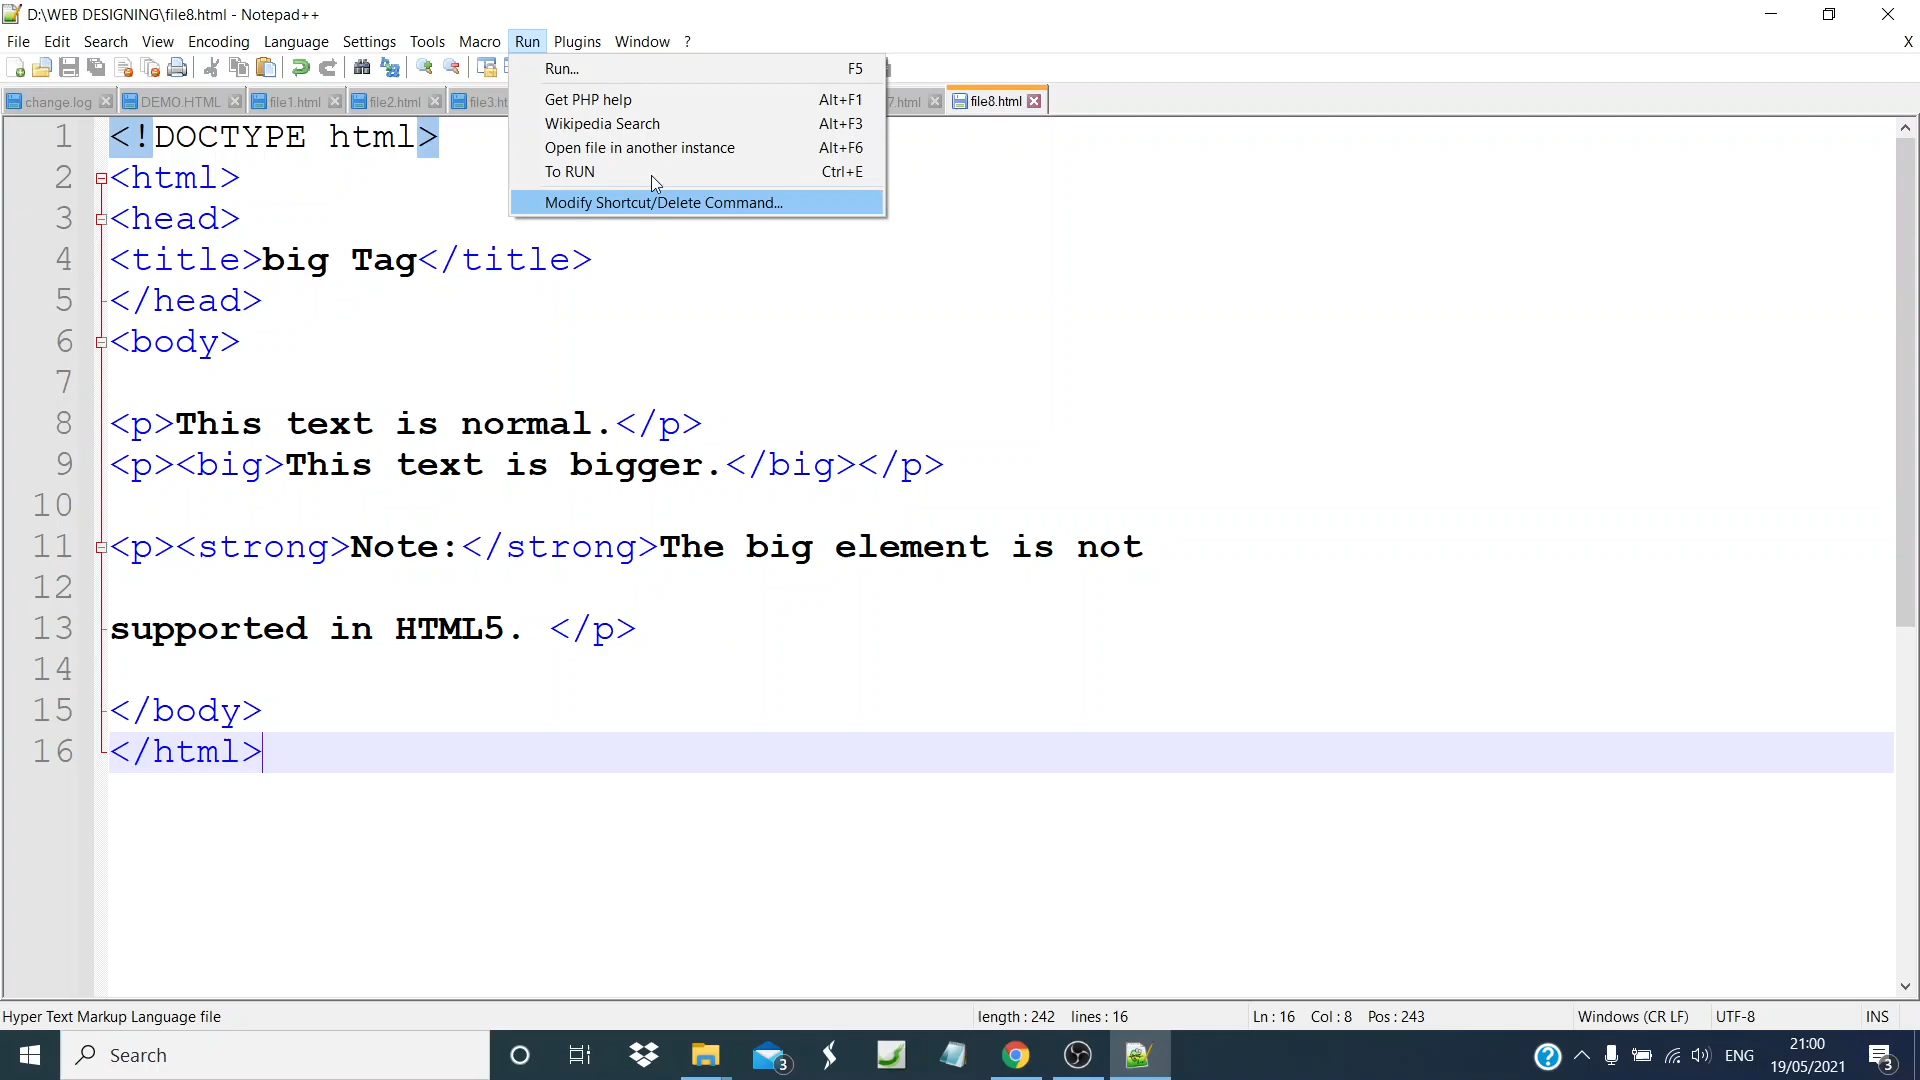 D:\WEB DESIGNING\file8.html - Notepad++
File Edit Search View Encoding Language Settings Tools Macro Run Plugins Window ? X
Run... F5
Get PHP help Alt+F1
Wikipedia Search Alt+F3
Open file in another instance Alt+F6
To RUN Ctrl+E
Modify Shortcut/Delete Command...
change.log DEMO.HTML file1.html file2.html file3.ht 7.html file8.html
1 <!DOCTYPE html>
2 <html>
3 <head>
4 <title>big Tag</title>
5 </head>
6 <body>
7
8 <p>This text is normal.</p>
9 <p><big>This text is bigger.</big></p>
10
11 <p><strong>Note:</strong>The big element is not
12
13 supported in HTML5. </p>
14
15 </body>
16 </html>
Hyper Text Markup Language file length : 242 lines : 16 Ln : 16 Col : 8 Pos : 243 Windows (CR LF) UTF-8 INS
Search 3 ENG 21:00 3
19/05/2021